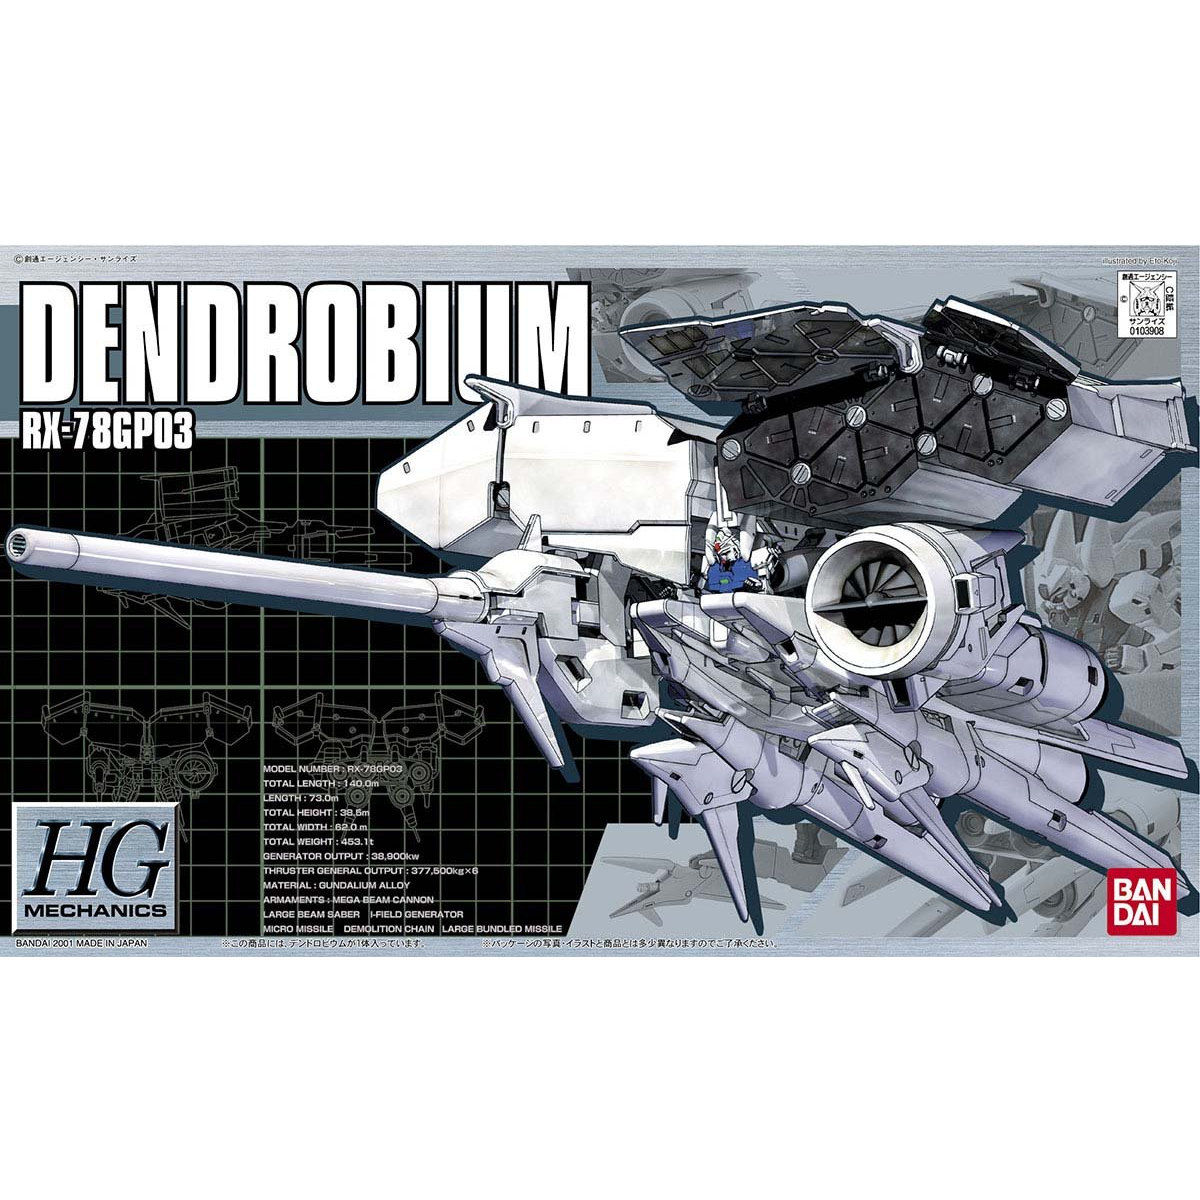 ©創通エージェンシー・サンライズ
illustrated by Eto Koji
DENDROBIUM
RX-78GP03
創通エージェンシー
©
サンライズ
0103908
MODEL NUMBER : RX-78GP03
TOTAL LENGTH : 140.0m
LENGTH : 73.0m
TOTAL HEIGHT : 38.5m
TOTAL WIDTH : 62.0 m
TOTAL WEIGHT : 453.1t
GENERATOR OUTPUT : 38,900kw
THRUSTER GENERAL OUTPUT : 377,500kg×6
MATERIAL : GUNDALIUM ALLOY
ARMAMENTS : MEGA BEAM CANNON
LARGE BEAM SABER I-FIELD GENERATOR
MICRO MISSILE DEMOLITION CHAIN LARGE BUNDLED MISSILE
HG
MECHANICS
BAN
DAI
BANDAI 2001 MADE IN JAPAN
※この商品には、デンドロビウムが1体入っています。
※パッケージの写真・イラストと商品とは多少異なりますのでご了承ください。